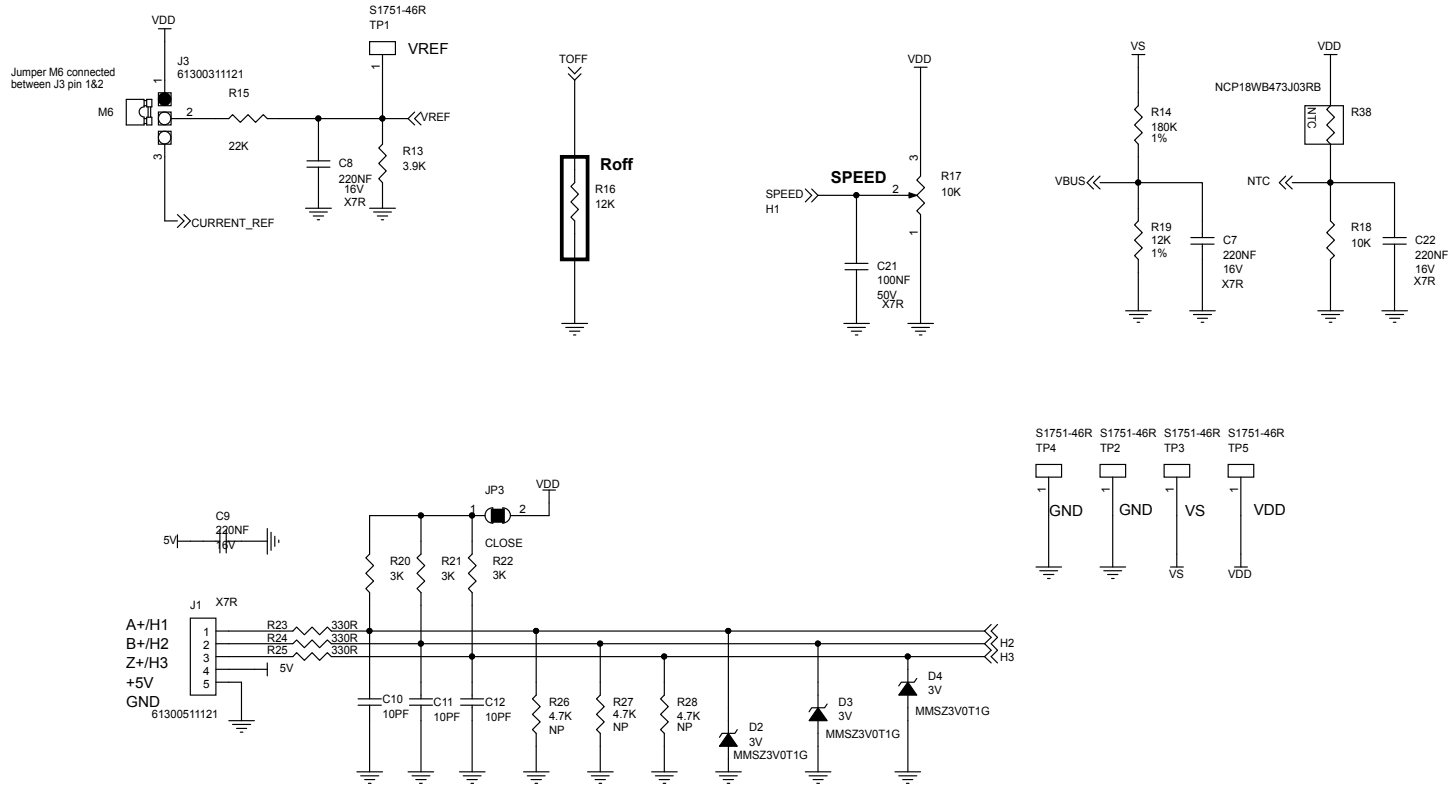 S1751-46R
TP1
VREF
1
VDD
J3
61300311121
Jumper M6 connected
between J3 pin 1&2
M6
1
2
3
R15
22K
C8
220NF
16V
X7R
R13
3.9K
VREF
CURRENT_REF
TOFF
Roff
R16
12K
VDD
SPEED
SPEED
H1
2
3
1
R17
10K
C21
100NF
50V
X7R
VS
R14
180K
1%
VBUS
R19
12K
1%
C7
220NF
16V
X7R
VDD
NCP18WB473J03RB
NTC
R38
NTC
R18
10K
C22
220NF
16V
X7R
S1751-46R
TP4
1
GND
S1751-46R
TP2
1
GND
S1751-46R
TP3
1
VS
VS
S1751-46R
TP5
1
VDD
VDD
5V
C9
220NF
16V
X7R
JP3
1
2
VDD
CLOSE
R20
3K
R21
3K
R22
3K
J1
A+/H1
B+/H2
Z+/H3
+5V
GND
1
2
3
4
5
61300511121
R23
330R
R24
330R
R25
330R
5V
H2
H3
C10
10PF
C11
10PF
C12
10PF
R26
4.7K
NP
R27
4.7K
NP
R28
4.7K
NP
D2
3V
MMSZ3V0T1G
D3
3V
MMSZ3V0T1G
D4
3V
MMSZ3V0T1G